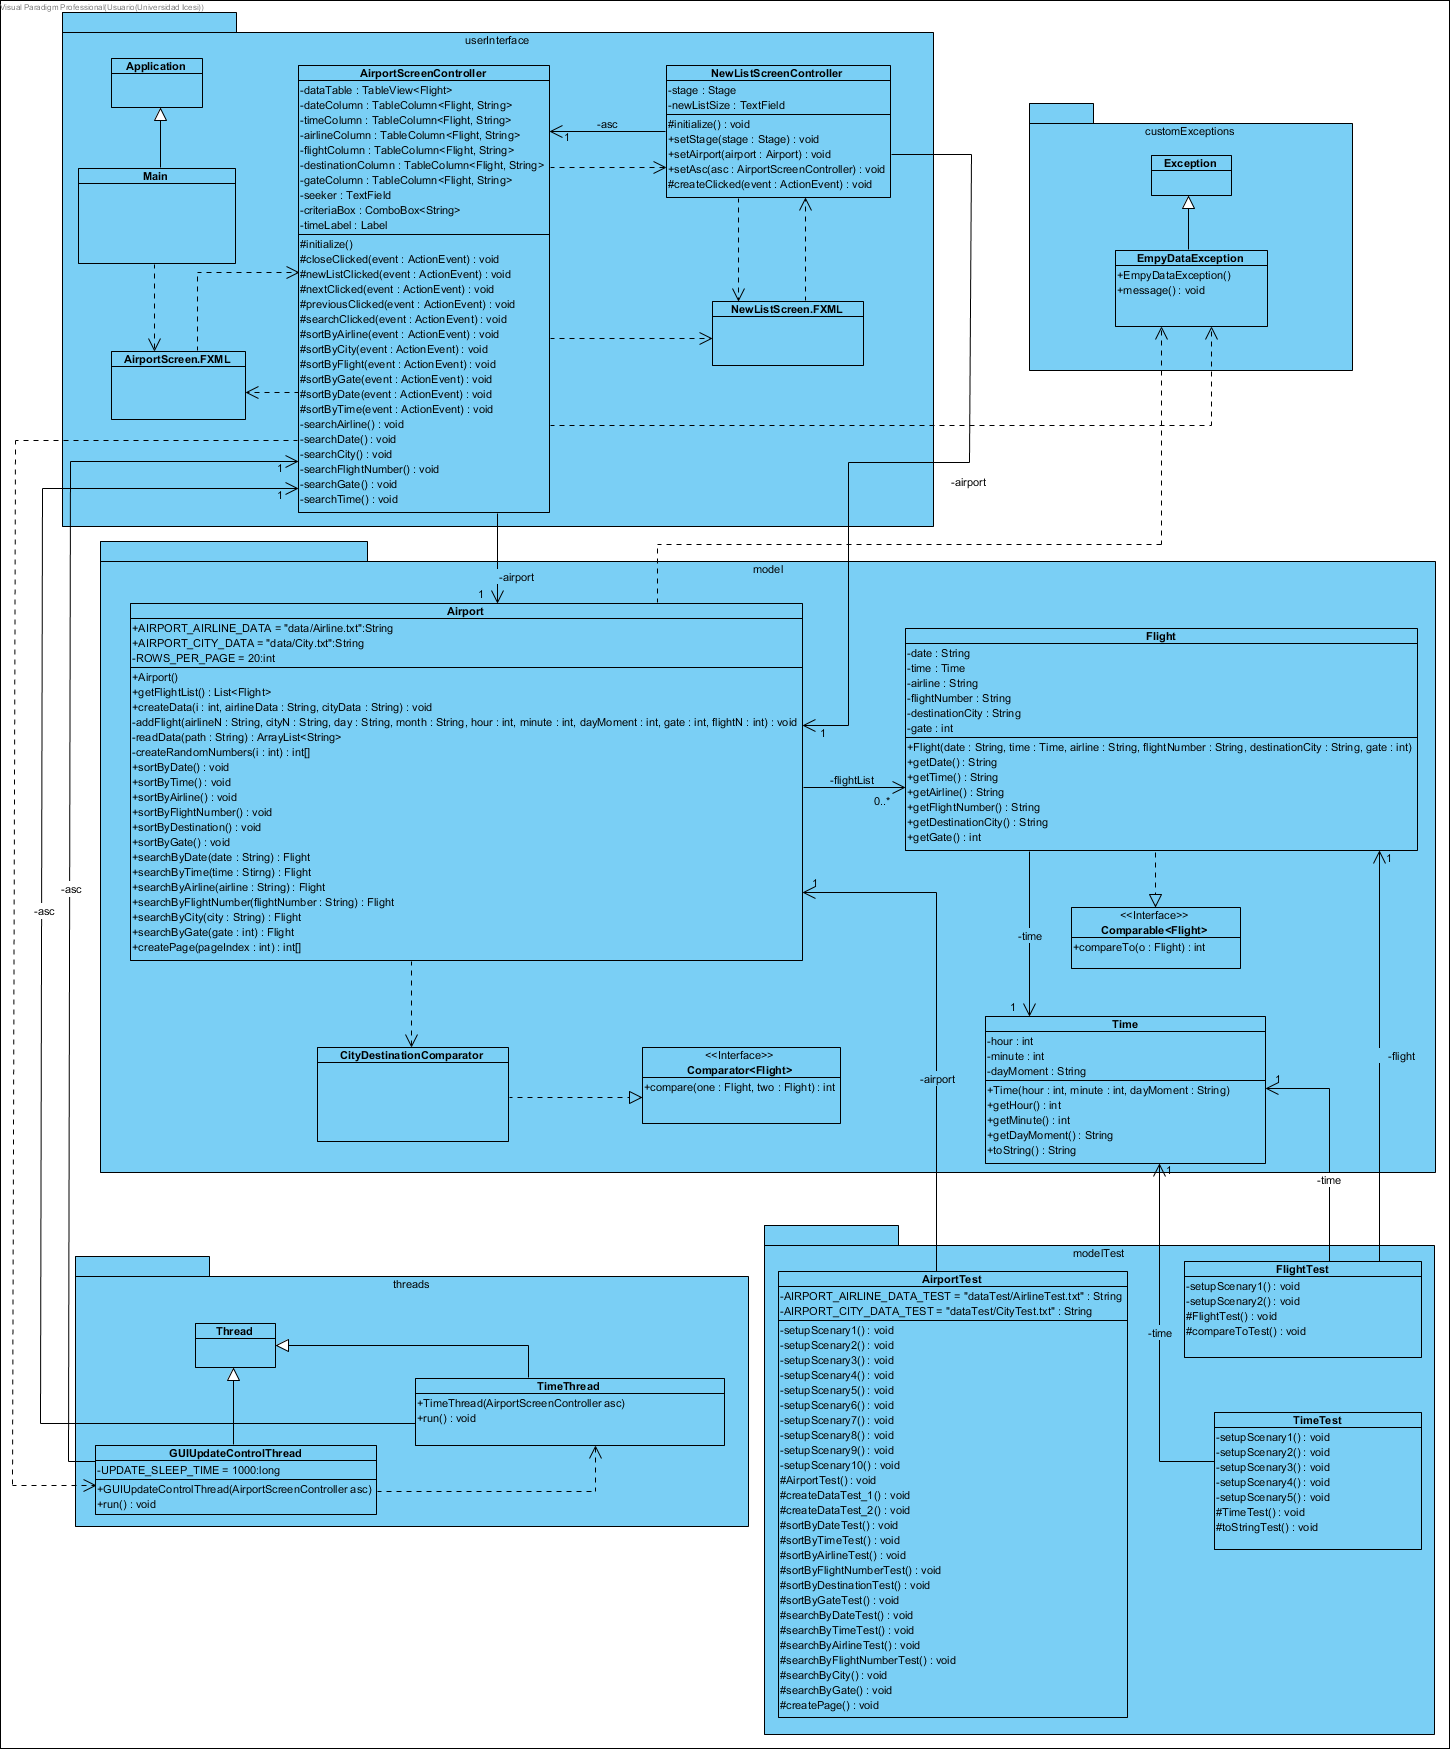 Visual Paradigm Professional(Usuario(Universidad Icesi))
userInterface
Application
Main
AirportScreen.FXML
AirportScreenController
-dataTable : TableView<Flight>
-dateColumn : TableColumn<Flight, String>
-timeColumn : TableColumn<Flight, String>
-airlineColumn : TableColumn<Flight, String>
-flightColumn : TableColumn<Flight, String>
-destinationColumn : TableColumn<Flight, String>
-gateColumn : TableColumn<Flight, String>
-seeker : TextField
-criteriaBox : ComboBox<String>
-timeLabel : Label
#initialize()
#closeClicked(event : ActionEvent) : void
#newListClicked(event : ActionEvent) : void
#nextClicked(event : ActionEvent) : void
#previousClicked(event : ActionEvent) : void
#searchClicked(event : ActionEvent) : void
#sortByAirline(event : ActionEvent) : void
#sortByCity(event : ActionEvent) : void
#sortByFlight(event : ActionEvent) : void
#sortByGate(event : ActionEvent) : void
#sortByDate(event : ActionEvent) : void
#sortByTime(event : ActionEvent) : void
-searchAirline() : void
-searchDate() : void
-searchCity() : void
-searchFlightNumber() : void
-searchGate() : void
-searchTime() : void
1
1
-asc
1
NewListScreenController
-stage : Stage
-newListSize : TextField
#initialize() : void
+setStage(stage : Stage) : void
+setAirport(airport : Airport) : void
+setAsc(asc : AirportScreenController) : void
#createClicked(event : ActionEvent) : void
NewListScreen.FXML
customExceptions
Exception
EmpyDataException
+EmpyDataException()
+message() : void
-airport
-airport
1
model
Airport
+AIRPORT_AIRLINE_DATA = "data/Airline.txt":String
+AIRPORT_CITY_DATA = "data/City.txt":String
-ROWS_PER_PAGE = 20:int
+Airport()
+getFlightList() : List<Flight>
+createData(i : int, airlineData : String, cityData : String) : void
-addFlight(airlineN : String, cityN : String, day : String, month : String, hour : int, minute : int, dayMoment : int, gate : int, flightN : int) : void
-readData(path : String) : ArrayList<String>
-createRandomNumbers(i : int) : int[]
+sortByDate() : void
+sortByTime() : void
+sortByAirline() : void
+sortByFlightNumber() : void
+sortByDestination() : void
+sortByGate() : void
+searchByDate(date : String) : Flight
+searchByTime(time : Stirng) : Flight
+searchByAirline(airline : String) : Flight
+searchByFlightNumber(flightNumber : String) : Flight
+searchByCity(city : String) : Flight
+searchByGate(gate : int) : Flight
+createPage(pageIndex : int) : int[]
1
-flightList
0..*
1
Flight
-date : String
-time : Time
-airline : String
-flightNumber : String
-destinationCity : String
-gate : int
+Flight(date : String, time : Time, airline : String, flightNumber : String, destinationCity : String, gate : int)
+getDate() : String
+getTime() : String
+getAirline() : String
+getFlightNumber() : String
+getDestinationCity() : String
+getGate() : int
1
<<Interface>>
Comparable<Flight>
+compareTo(o : Flight) : int
-time
1
-asc
-asc
CityDestinationComparator
<<Interface>>
Comparator<Flight>
+compare(one : Flight, two : Flight) : int
Time
-hour : int
-minute : int
-dayMoment : String
+Time(hour : int, minute : int, dayMoment : String)
+getHour() : int
+getMinute() : int
+getDayMoment() : String
+toString() : String
1
1
-airport
-flight
-time
-time
threads
Thread
TimeThread
+TimeThread(AirportScreenController asc)
+run() : void
GUIUpdateControlThread
-UPDATE_SLEEP_TIME = 1000:long
+GUIUpdateControlThread(AirportScreenController asc)
+run() : void
modelTest
AirportTest
-AIRPORT_AIRLINE_DATA_TEST = "dataTest/AirlineTest.txt" : String
-AIRPORT_CITY_DATA_TEST = "dataTest/CityTest.txt" : String
-setupScenary1() : void
-setupScenary2() : void
-setupScenary3() : void
-setupScenary4() : void
-setupScenary5() : void
-setupScenary6() : void
-setupScenary7() : void
-setupScenary8() : void
-setupScenary9() : void
-setupScenary10() : void
#AirportTest() : void
#createDataTest_1() : void
#createDataTest_2() : void
#sortByDateTest() : void
#sortByTimeTest() : void
#sortByAirlineTest() : void
#sortByFlightNumberTest() : void
#sortByDestinationTest() : void
#sortByGateTest() : void
#searchByDateTest() : void
#searchByTimeTest() : void
#searchByAirlineTest() : void
#searchByFlightNumberTest() : void
#searchByCity() : void
#searchByGate() : void
#createPage() : void
FlightTest
-setupScenary1() : void
-setupScenary2() : void
#FlightTest() : void
#compareToTest() : void
TimeTest
-setupScenary1() : void
-setupScenary2() : void
-setupScenary3() : void
-setupScenary4() : void
-setupScenary5() : void
#TimeTest() : void
#toStringTest() : void